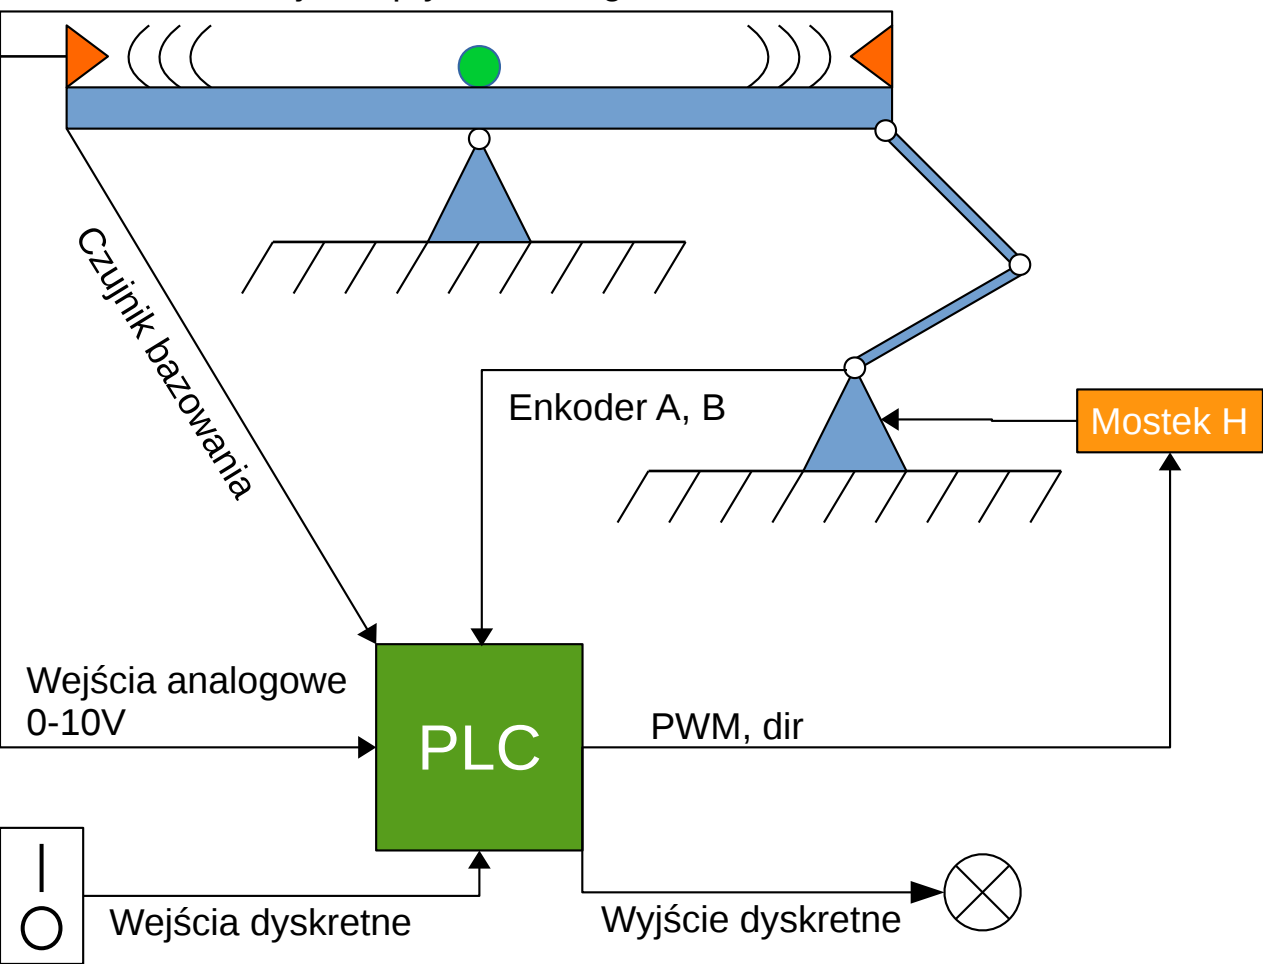 Czujnik bazowania
Enkoder A, B
Mostek H
Wejścia analogowe
0-10V
PLC
PWM, dir
Wejścia dyskretne
Wyjście dyskretne